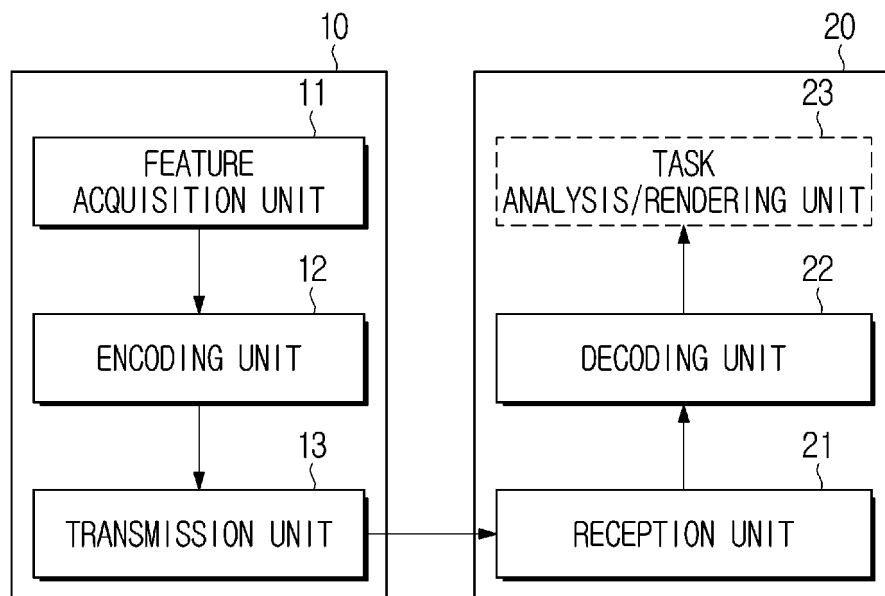 10
11
FEATURE
ACQUISITION UNIT
12
ENCODING UNIT
13
TRANSMISSION UNIT
20
23
TASK
ANALYSIS/RENDERING UNIT
22
DECODING UNIT
21
RECEPTION UNIT